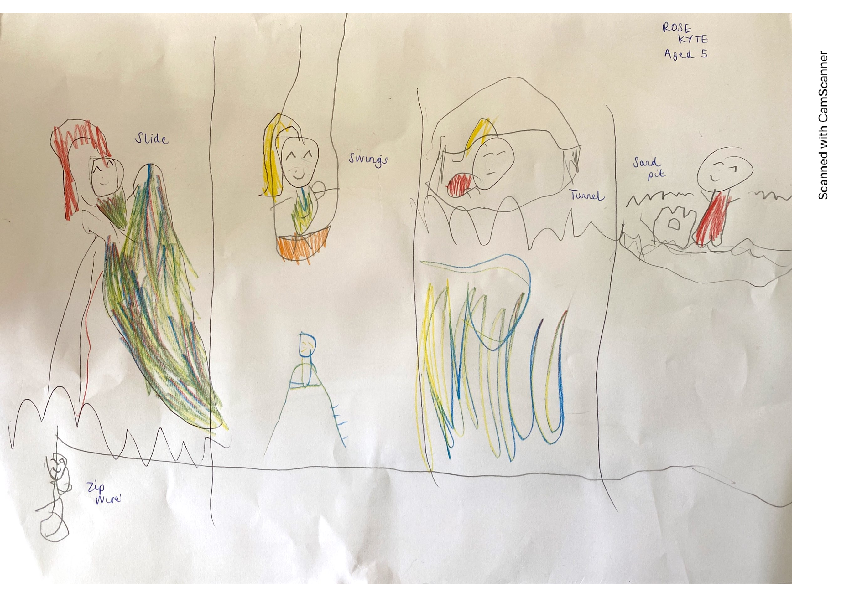 ROSE
KYTE
Aged 5
Slide
Swings
Tunnel
Sand
pit
Zip
Wire
Scanned with CamScanner